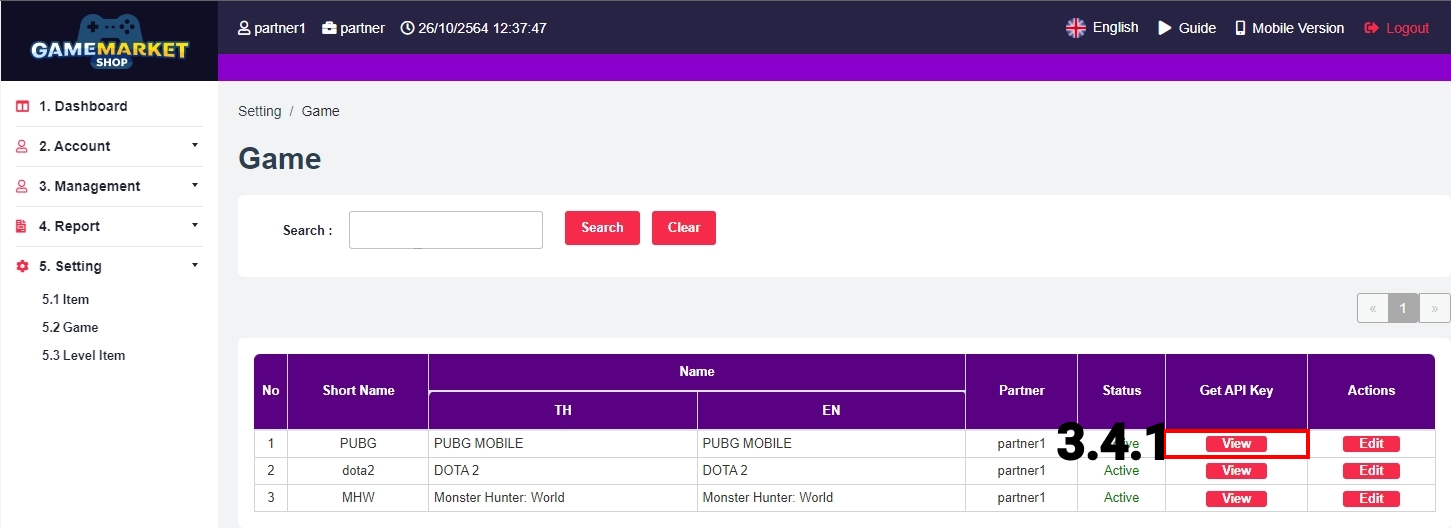 GAMEMARKET
SHOP
partner1 partner 26/10/2564 12:37:47 English Guide Mobile Version Logout
1. Dashboard
2. Account
3. Management
4. Report
5. Setting
5.1 Item
5.2 Game
5.3 Level Item
Setting / Game
Game
Search : Search Clear
« 1 »
No Short Name Name Partner Status Get API Key Actions
TH EN
1 PUBG PUBG MOBILE PUBG MOBILE partner1 3.4.1 View Edit
2 dota2 DOTA 2 DOTA 2 partner1 Active View Edit
3 MHW Monster Hunter: World Monster Hunter: World partner1 Active View Edit